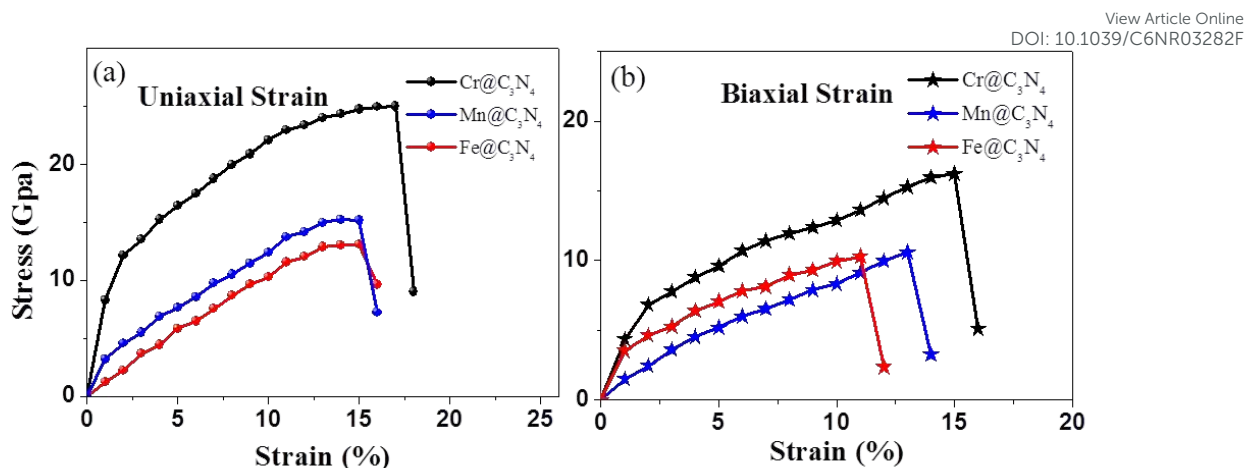 View Article Online
DOI: 10.1039/C6NR03282F
(a)
Uniaxial Strain
Cr@C₃N₄
Mn@C₃N₄
Fe@C₃N₄
Stress (Gpa)
20
10
0
0 5 10 15 20 25
Strain (%)
(b)
Biaxial Strain
Cr@C₃N₄
Mn@C₃N₄
Fe@C₃N₄
20
10
0
0 5 10 15 20
Strain (%)